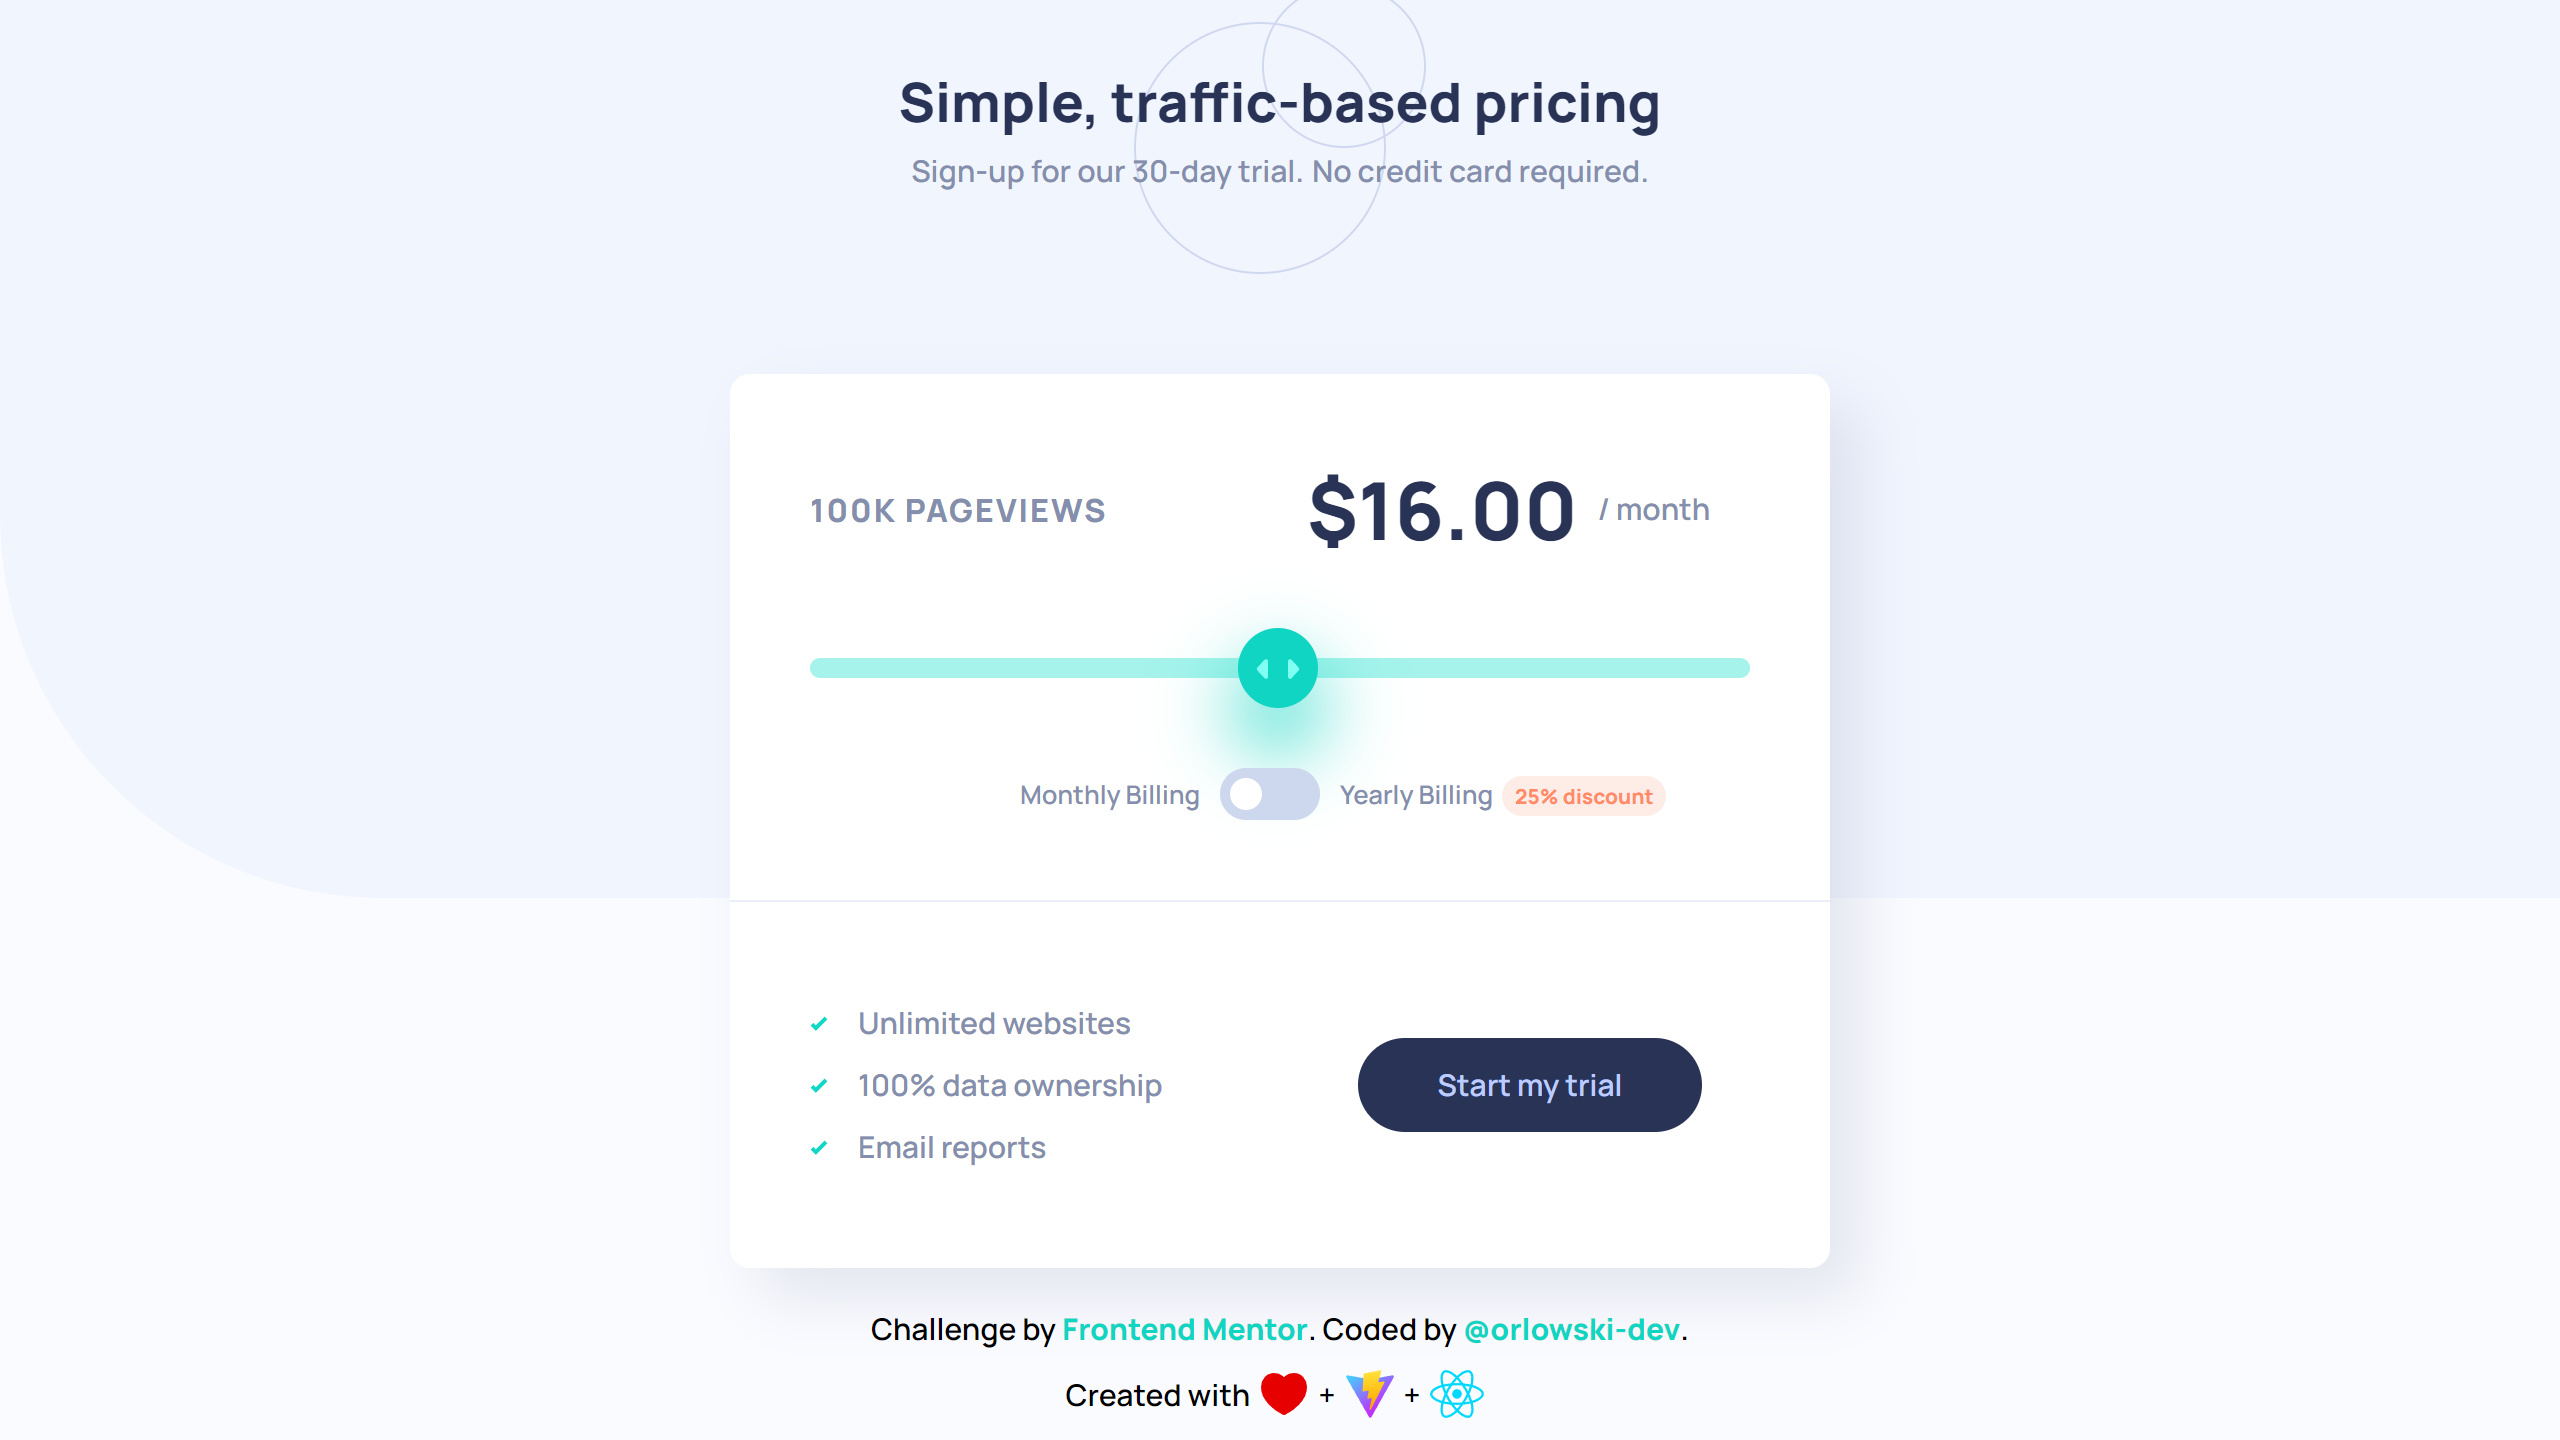 Simple, traffic-based pricing
Sign-up for our 30-day trial. No credit card required.
100K PAGEVIEWS
$16.00 / month
Monthly Billing
Yearly Billing 25% discount
Unlimited websites
100% data ownership
Email reports
Start my trial
Challenge by Frontend Mentor. Coded by @orlowski-dev.
Created with + +